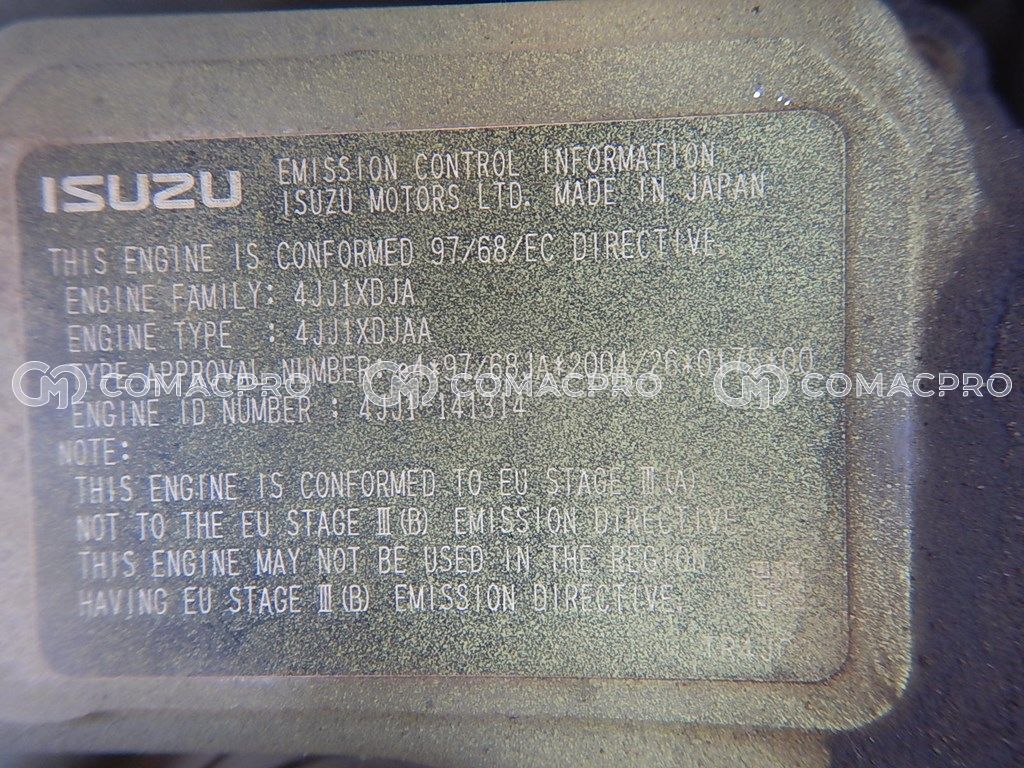 ISUZU
EMISSION CONTROL INFORMATION
ISUZU MOTORS LTD. MADE IN JAPAN
THIS ENGINE IS CONFORMED 97/68/EC DIRECTIVE.
ENGINE FAMILY: 4JJ1XDJA
ENGINE TYPE : 4JJ1XDJAA
TYPE APPROVAL NUMBER
COMACPRO COMACPRO COMACPRO
ENGINE ID NUMBER : 4JJ1-141314
NOTE:
THIS ENGINE IS CONFORMED TO EU STAGE Ⅲ(A)
NOT TO THE EU STAGE Ⅲ(B) EMISSION DIRECTIVE
THIS ENGINE MAY NOT BE USED IN THE REGION
HAVING EU STAGE Ⅲ(B) EMISSION DIRECTIVE.